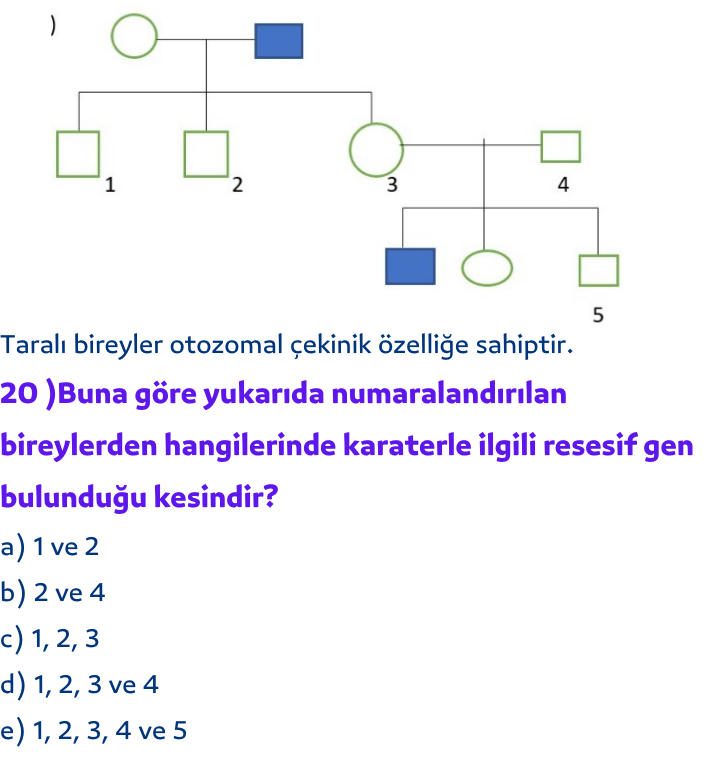 )
1
2
3
4
5
Taralı bireyler otozomal çekinik özelliğe sahiptir.
20 )Buna göre yukarıda numaralandırılan
bireylerden hangilerinde karaterle ilgili resesif gen
bulunduğu kesindir?
a) 1 ve 2
b) 2 ve 4
c) 1, 2, 3
d) 1, 2, 3 ve 4
e) 1, 2, 3, 4 ve 5